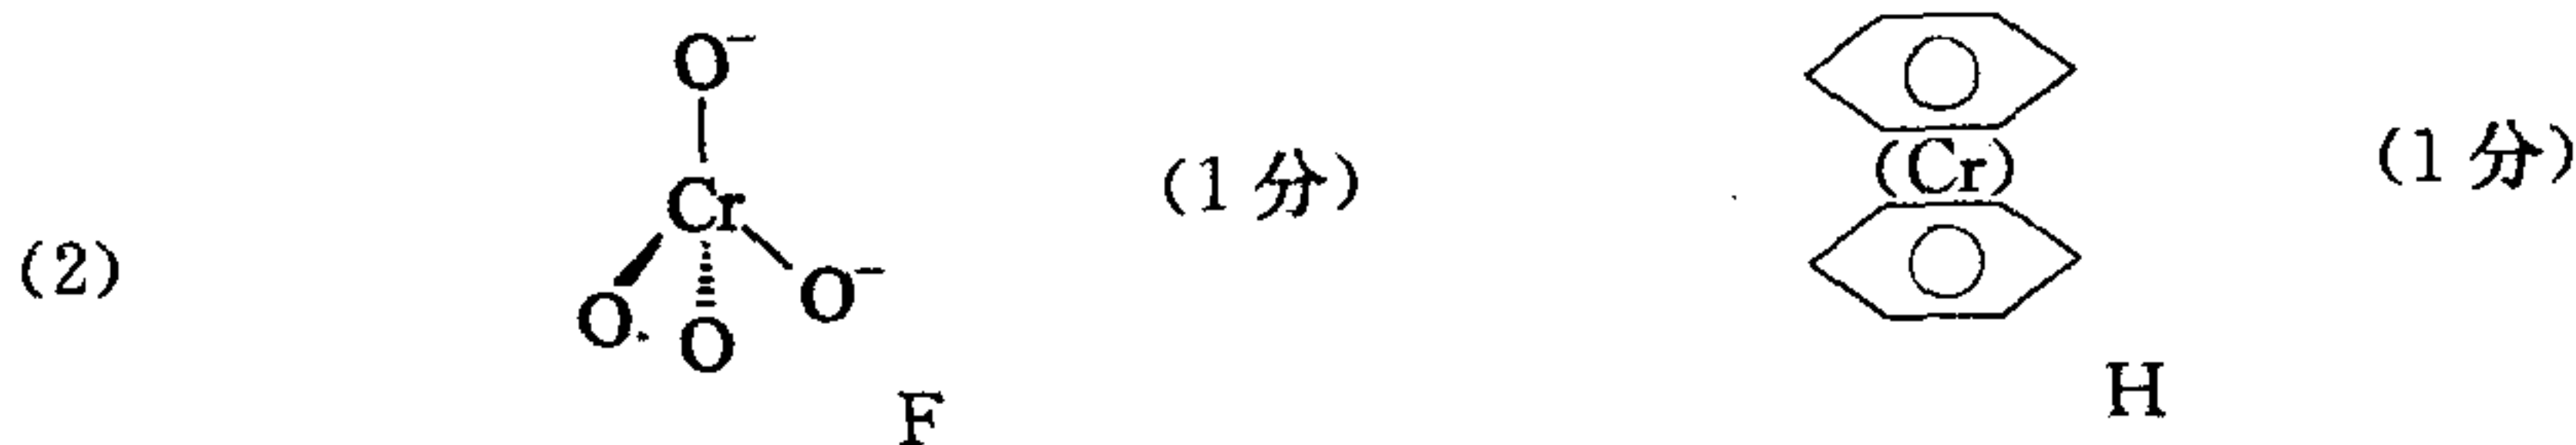 (2)
O⁻
Cr
O. O O⁻
F
(1 分)
(Cr)
H
(1 分)